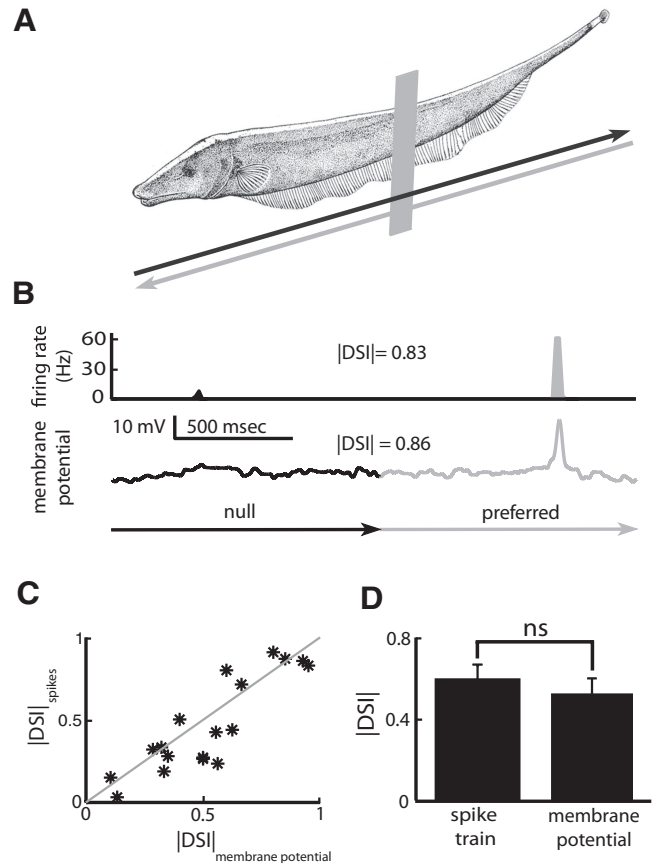 A
B
firing rate
(Hz)
60
30
0
|DSI|= 0.83
10 mV
500 msec
membrane
potential
|DSI| = 0.86
null
preferred
C
|DSI|spikes
1
0.5
0
0
0.5
1
|DSI|membrane potential
D
|DSI|
0.8
0.4
0
ns
spike
train
membrane
potential